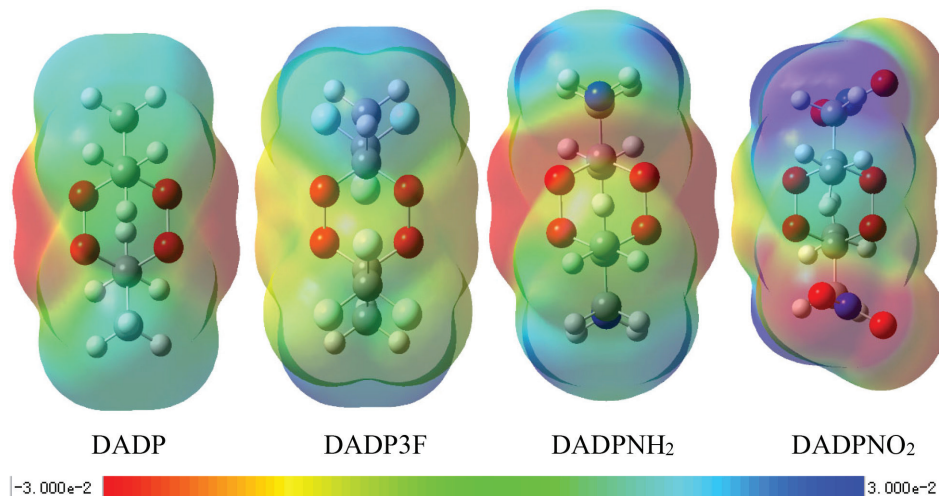 DADP DADP3F DADPNH₂ DADPNO₂
-3.000e-2 3.000e-2